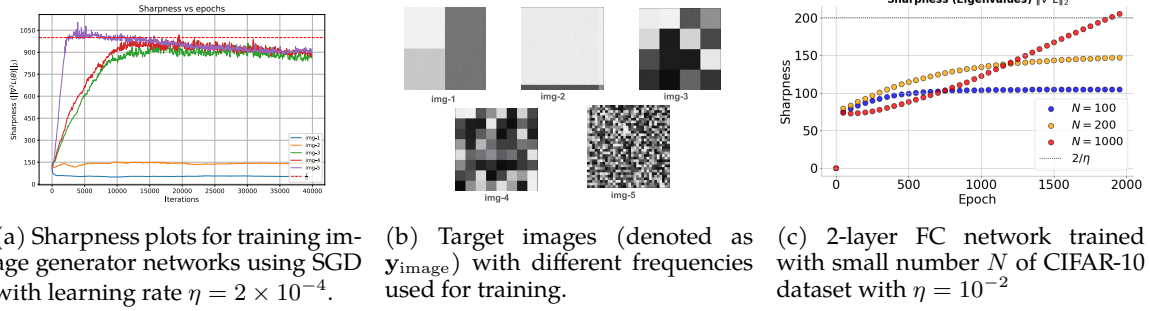 Sharpness vs epochs
Sharpness (||∇²L(θ)||₂)
1050
900
750
600
450
300
150
0
0 5000 10000 15000 20000 25000 30000 35000 40000
Iterations
img-1
img-2
img-3
img-4
img-5
img-1
img-2
img-3
img-4
img-5
Sharpness (Eigenvalues)
Sharpness
200
150
100
50
0
0 500 1000 1500 2000
Epoch
N = 100
N = 200
N = 1000
2/η
(a) Sharpness plots for training im-
age generator networks using SGD
with learning rate η = 2 × 10⁻⁴.
(b) Target images (denoted as
y_image) with different frequencies
used for training.
(c) 2-layer FC network trained
with small number N of CIFAR-10
dataset with η = 10⁻²